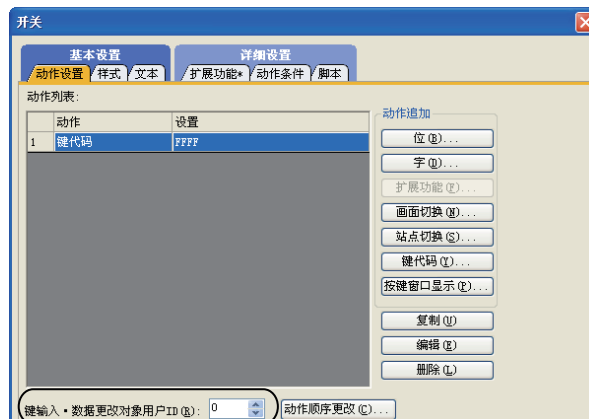 开关
基本设置 详细设置
动作设置 样式 文本 扩展功能* 动作条件 脚本
动作列表:
动作追加
动作 设置
1 键代码 FFFF
位(B)...
字(D)...
扩展功能(F)...
画面切换(N)...
站点切换(S)...
键代码(Y)...
按键窗口显示(P)...
复制(U)
编辑(E)
删除(L)
键输入・数据更改对象用户ID(R): 0 动作顺序更改(C)...